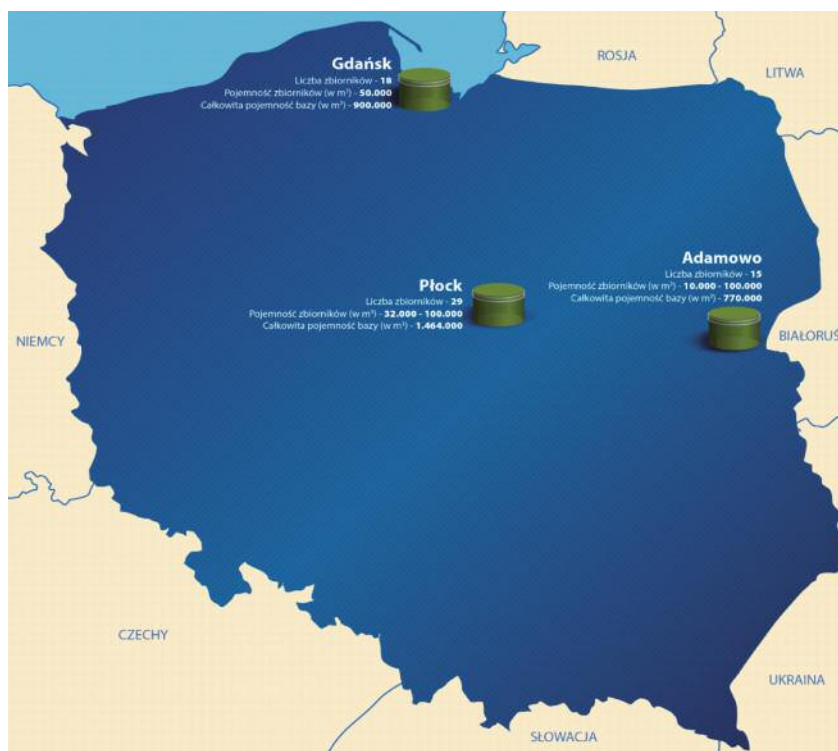 ROSJA
LITWA
Gdańsk
Liczba zbiorników - 18
Pojemność zbiorników (w m³) - 50.000
Całkowita pojemność bazy (w m³) - 900.000
Adamowo
Liczba zbiorników - 15
Pojemność zbiorników (w m³) - 10.000 - 100.000
Całkowita pojemność bazy (w m³) - 770.000
Płock
Liczba zbiorników - 29
Pojemność zbiorników (w m³) - 32.000 - 100.000
Całkowita pojemność bazy (w m³) - 1.464.000
NIEMCY
BIAŁORUŚ
CZECHY
UKRAINA
SŁOWACJA